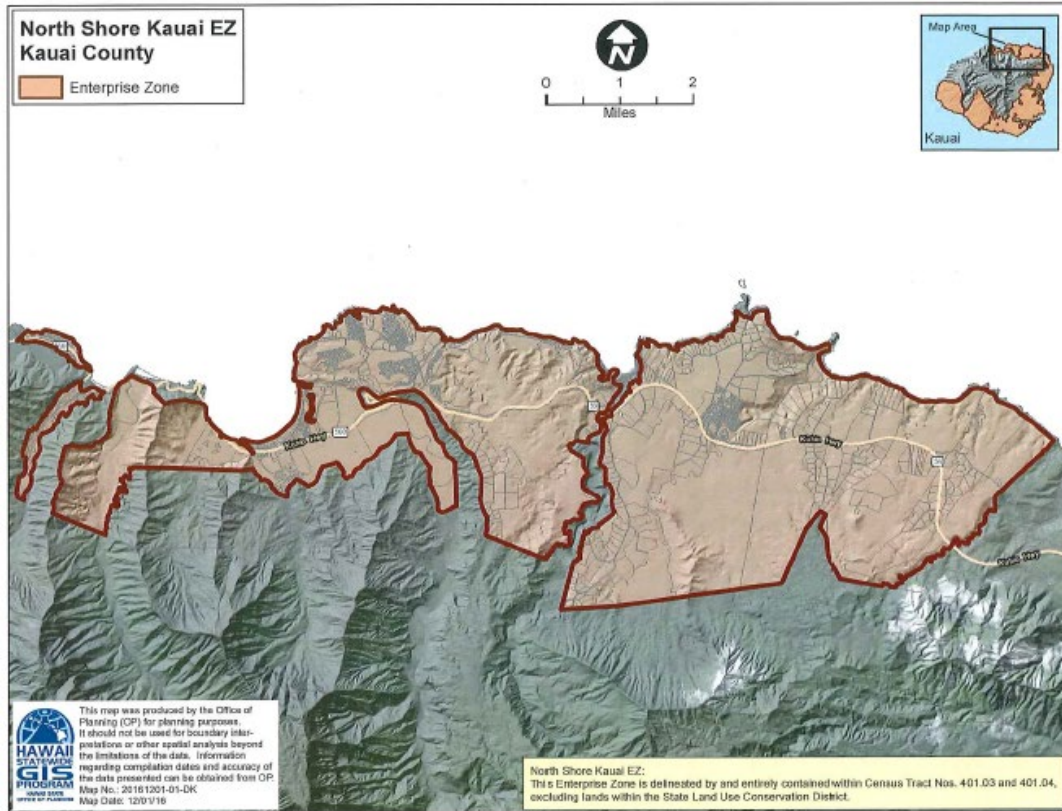 North Shore Kauai EZ
Kauai County
Enterprise Zone
N
0 1 2
Miles
Map Area
Kauai
Kuhio Hwy
Kuhio Hwy
Kuhio Hwy
HAWAII
STATEWIDE
GIS
PROGRAM
HAWAII STATE
OFFICE OF PLANNING
This map was produced by the Office of
Planning (OP) for planning purposes.
It should not be used for boundary inter-
pretations or other spatial analysis beyond
the limitations of the data. Information
regarding compilation dates and accuracy of
the data presented can be obtained from OP.
Map No.: 20161201-01-DK
Map Date: 12/01/16
North Shore Kauai EZ:
This Enterprise Zone is delineated by and entirely contained within Census Tract Nos. 401.03 and 401.04,
excluding lands within the State Land Use Conservation District.